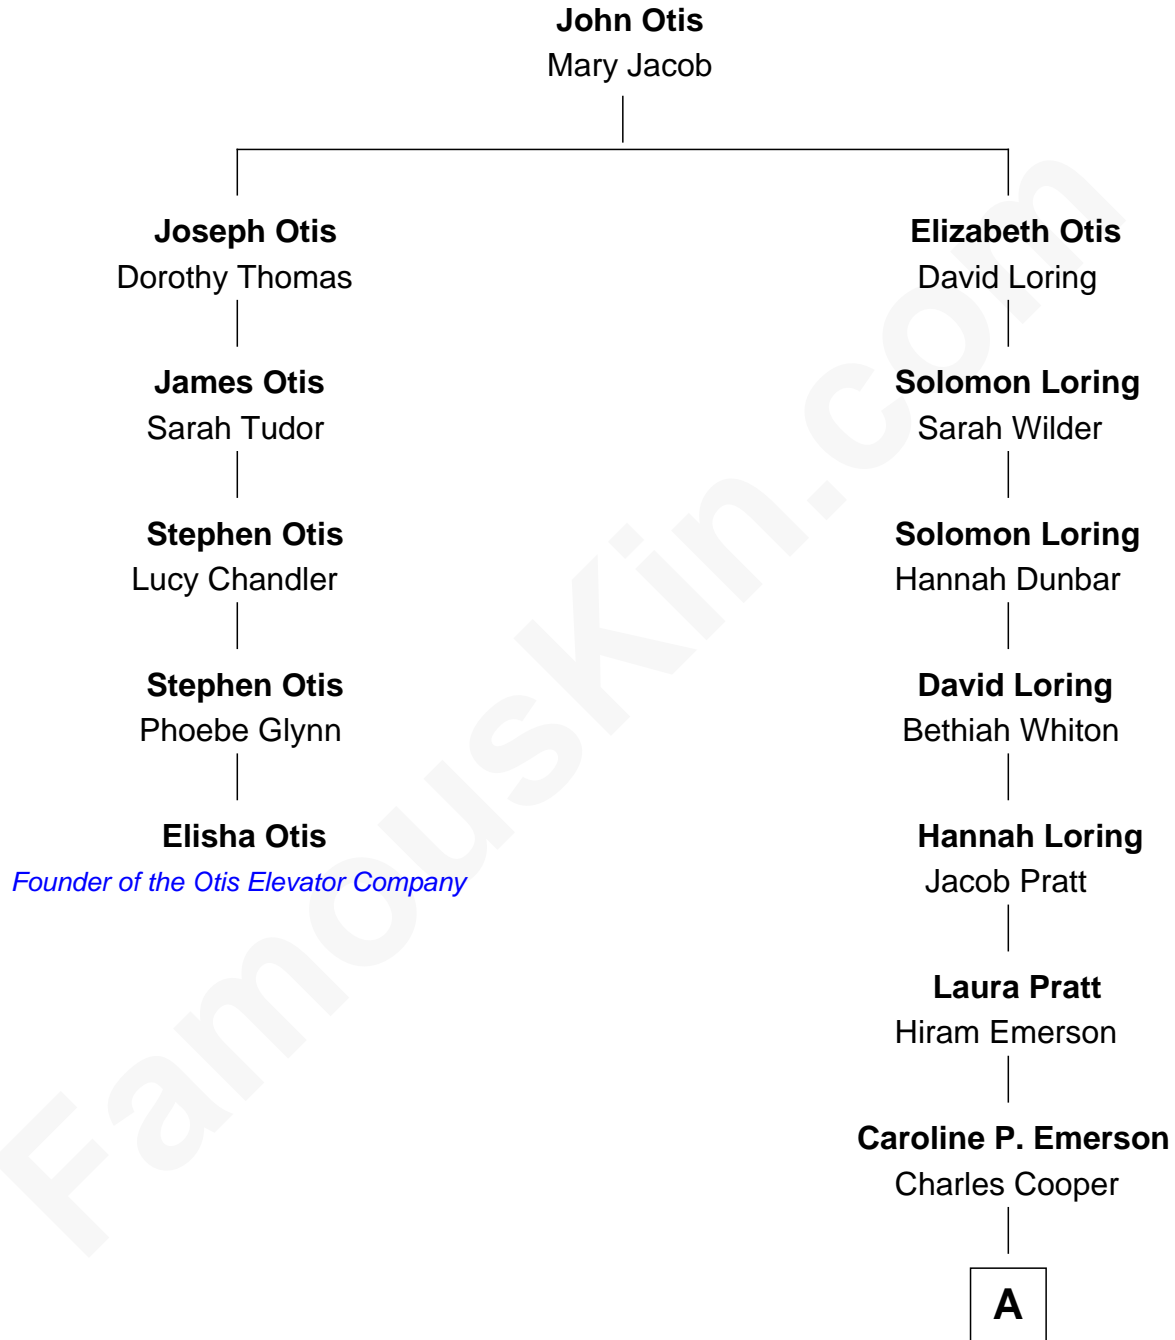 John Otis
Mary Jacob
Joseph Otis
Dorothy Thomas
Elizabeth Otis
David Loring
James Otis
Sarah Tudor
Solomon Loring
Sarah Wilder
Stephen Otis
Lucy Chandler
Solomon Loring
Hannah Dunbar
Stephen Otis
Phoebe Glynn
David Loring
Bethiah Whiton
Elisha Otis
Founder of the Otis Elevator Company
Hannah Loring
Jacob Pratt
Laura Pratt
Hiram Emerson
Caroline P. Emerson
Charles Cooper
A
FamousKin.com